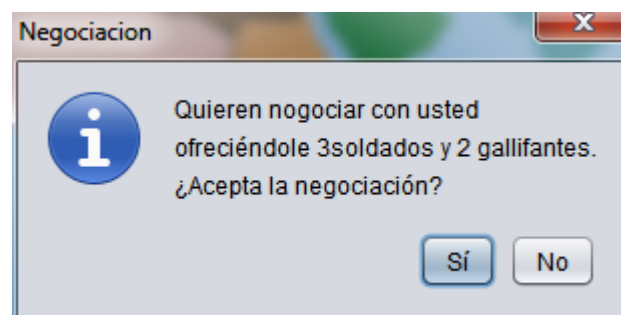 Negociacion
Quieren nogociar con usted
ofreciéndole 3soldados y 2 gallifantes.
¿Acepta la negociación?
Sí No